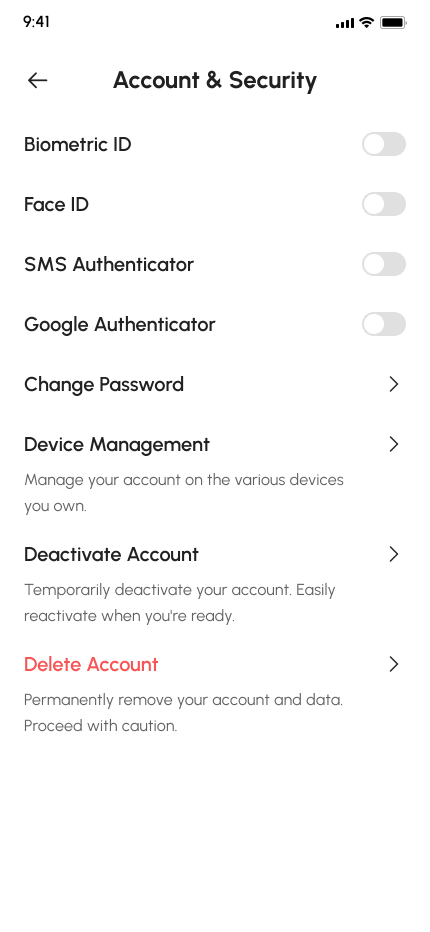 9:41
Account & Security
Biometric ID
Face ID
SMS Authenticator
Google Authenticator
Change Password
Device Management
Manage your account on the various devices
you own.
Deactivate Account
Temporarily deactivate your account. Easily
reactivate when you're ready.
Delete Account
Permanently remove your account and data.
Proceed with caution.